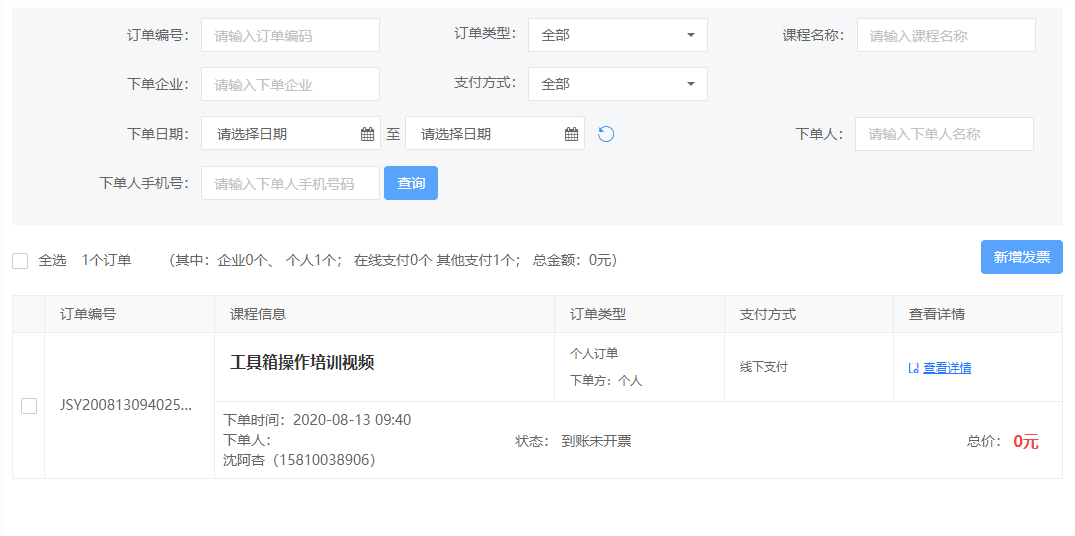 订单编号: 请输入订单编码 订单类型: 全部 课程名称: 请输入课程名称
下单企业: 请输入下单企业 支付方式: 全部
下单日期: 请选择日期 至 请选择日期 下单人: 请输入下单人名称
下单人手机号: 请输入下单人手机号码 查询
全选 1个订单 （其中：企业0个、 个人1个； 在线支付0个 其他支付1个； 总金额：0元） 新增发票
订单编号 课程信息 订单类型 支付方式 查看详情
工具箱操作培训视频 个人订单 线下支付 查看详情
下单方：个人
JSY200813094025...
下单时间：2020-08-13 09:40
下单人：
沈阿杏（15810038906） 状态： 到账未开票 总价： 0元